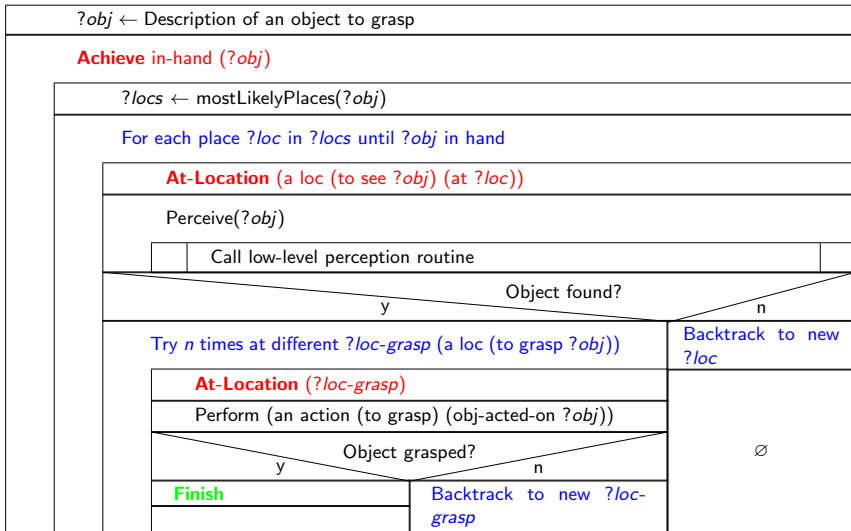 ?obj ← Description of an object to grasp
Achieve in-hand (?obj)
?locs ← mostLikelyPlaces(?obj)
For each place ?loc in ?locs until ?obj in hand
At-Location (a loc (to see ?obj) (at ?loc))
Perceive(?obj)
Call low-level perception routine
Object found?
y
n
Try n times at different ?loc-grasp (a loc (to grasp ?obj))
Backtrack to new
?loc
At-Location (?loc-grasp)
Perform (an action (to grasp) (obj-acted-on ?obj))
Object grasped?
y
n
∅
Finish
Backtrack to new ?loc-
grasp